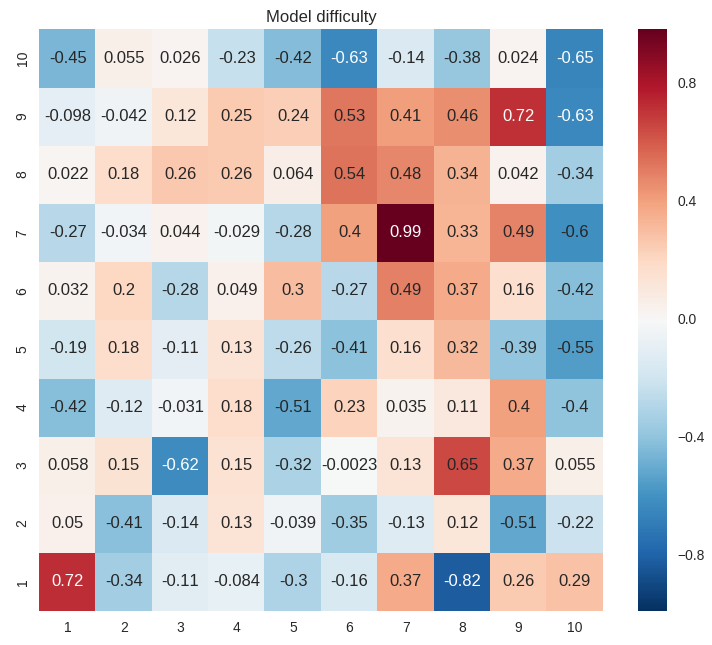 Model difficulty
10 -0.45 0.055 0.026 -0.23 -0.42 -0.63 -0.14 -0.38 0.024 -0.65
9 -0.098 -0.042 0.12 0.25 0.24 0.53 0.41 0.46 0.72 -0.63
8 0.022 0.18 0.26 0.26 0.064 0.54 0.48 0.34 0.042 -0.34
7 -0.27 -0.034 0.044 -0.029 -0.28 0.4 0.99 0.33 0.49 -0.6
6 0.032 0.2 -0.28 0.049 0.3 -0.27 0.49 0.37 0.16 -0.42
5 -0.19 0.18 -0.11 0.13 -0.26 -0.41 0.16 0.32 -0.39 -0.55
4 -0.42 -0.12 -0.031 0.18 -0.51 0.23 0.035 0.11 0.4 -0.4
3 0.058 0.15 -0.62 0.15 -0.32 -0.0023 0.13 0.65 0.37 0.055
2 0.05 -0.41 -0.14 0.13 -0.039 -0.35 -0.13 0.12 -0.51 -0.22
1 0.72 -0.34 -0.11 -0.084 -0.3 -0.16 0.37 -0.82 0.26 0.29
1 2 3 4 5 6 7 8 9 10
0.8
0.4
0.0
−0.4
−0.8